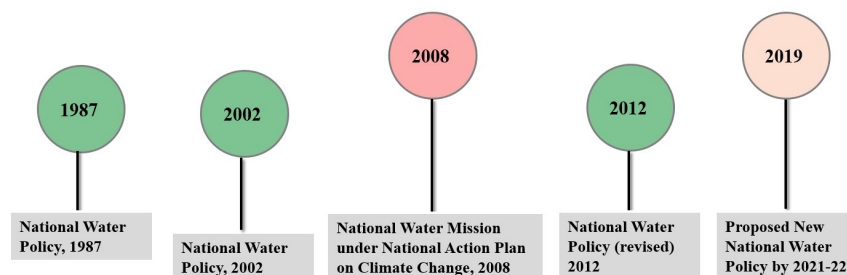 1987
2002
2008
2012
2019
National Water
Policy, 1987
National Water
Policy, 2002
National Water Mission
under National Action Plan
on Climate Change, 2008
National Water
Policy (revised)
2012
Proposed New
National Water
Policy by 2021-22